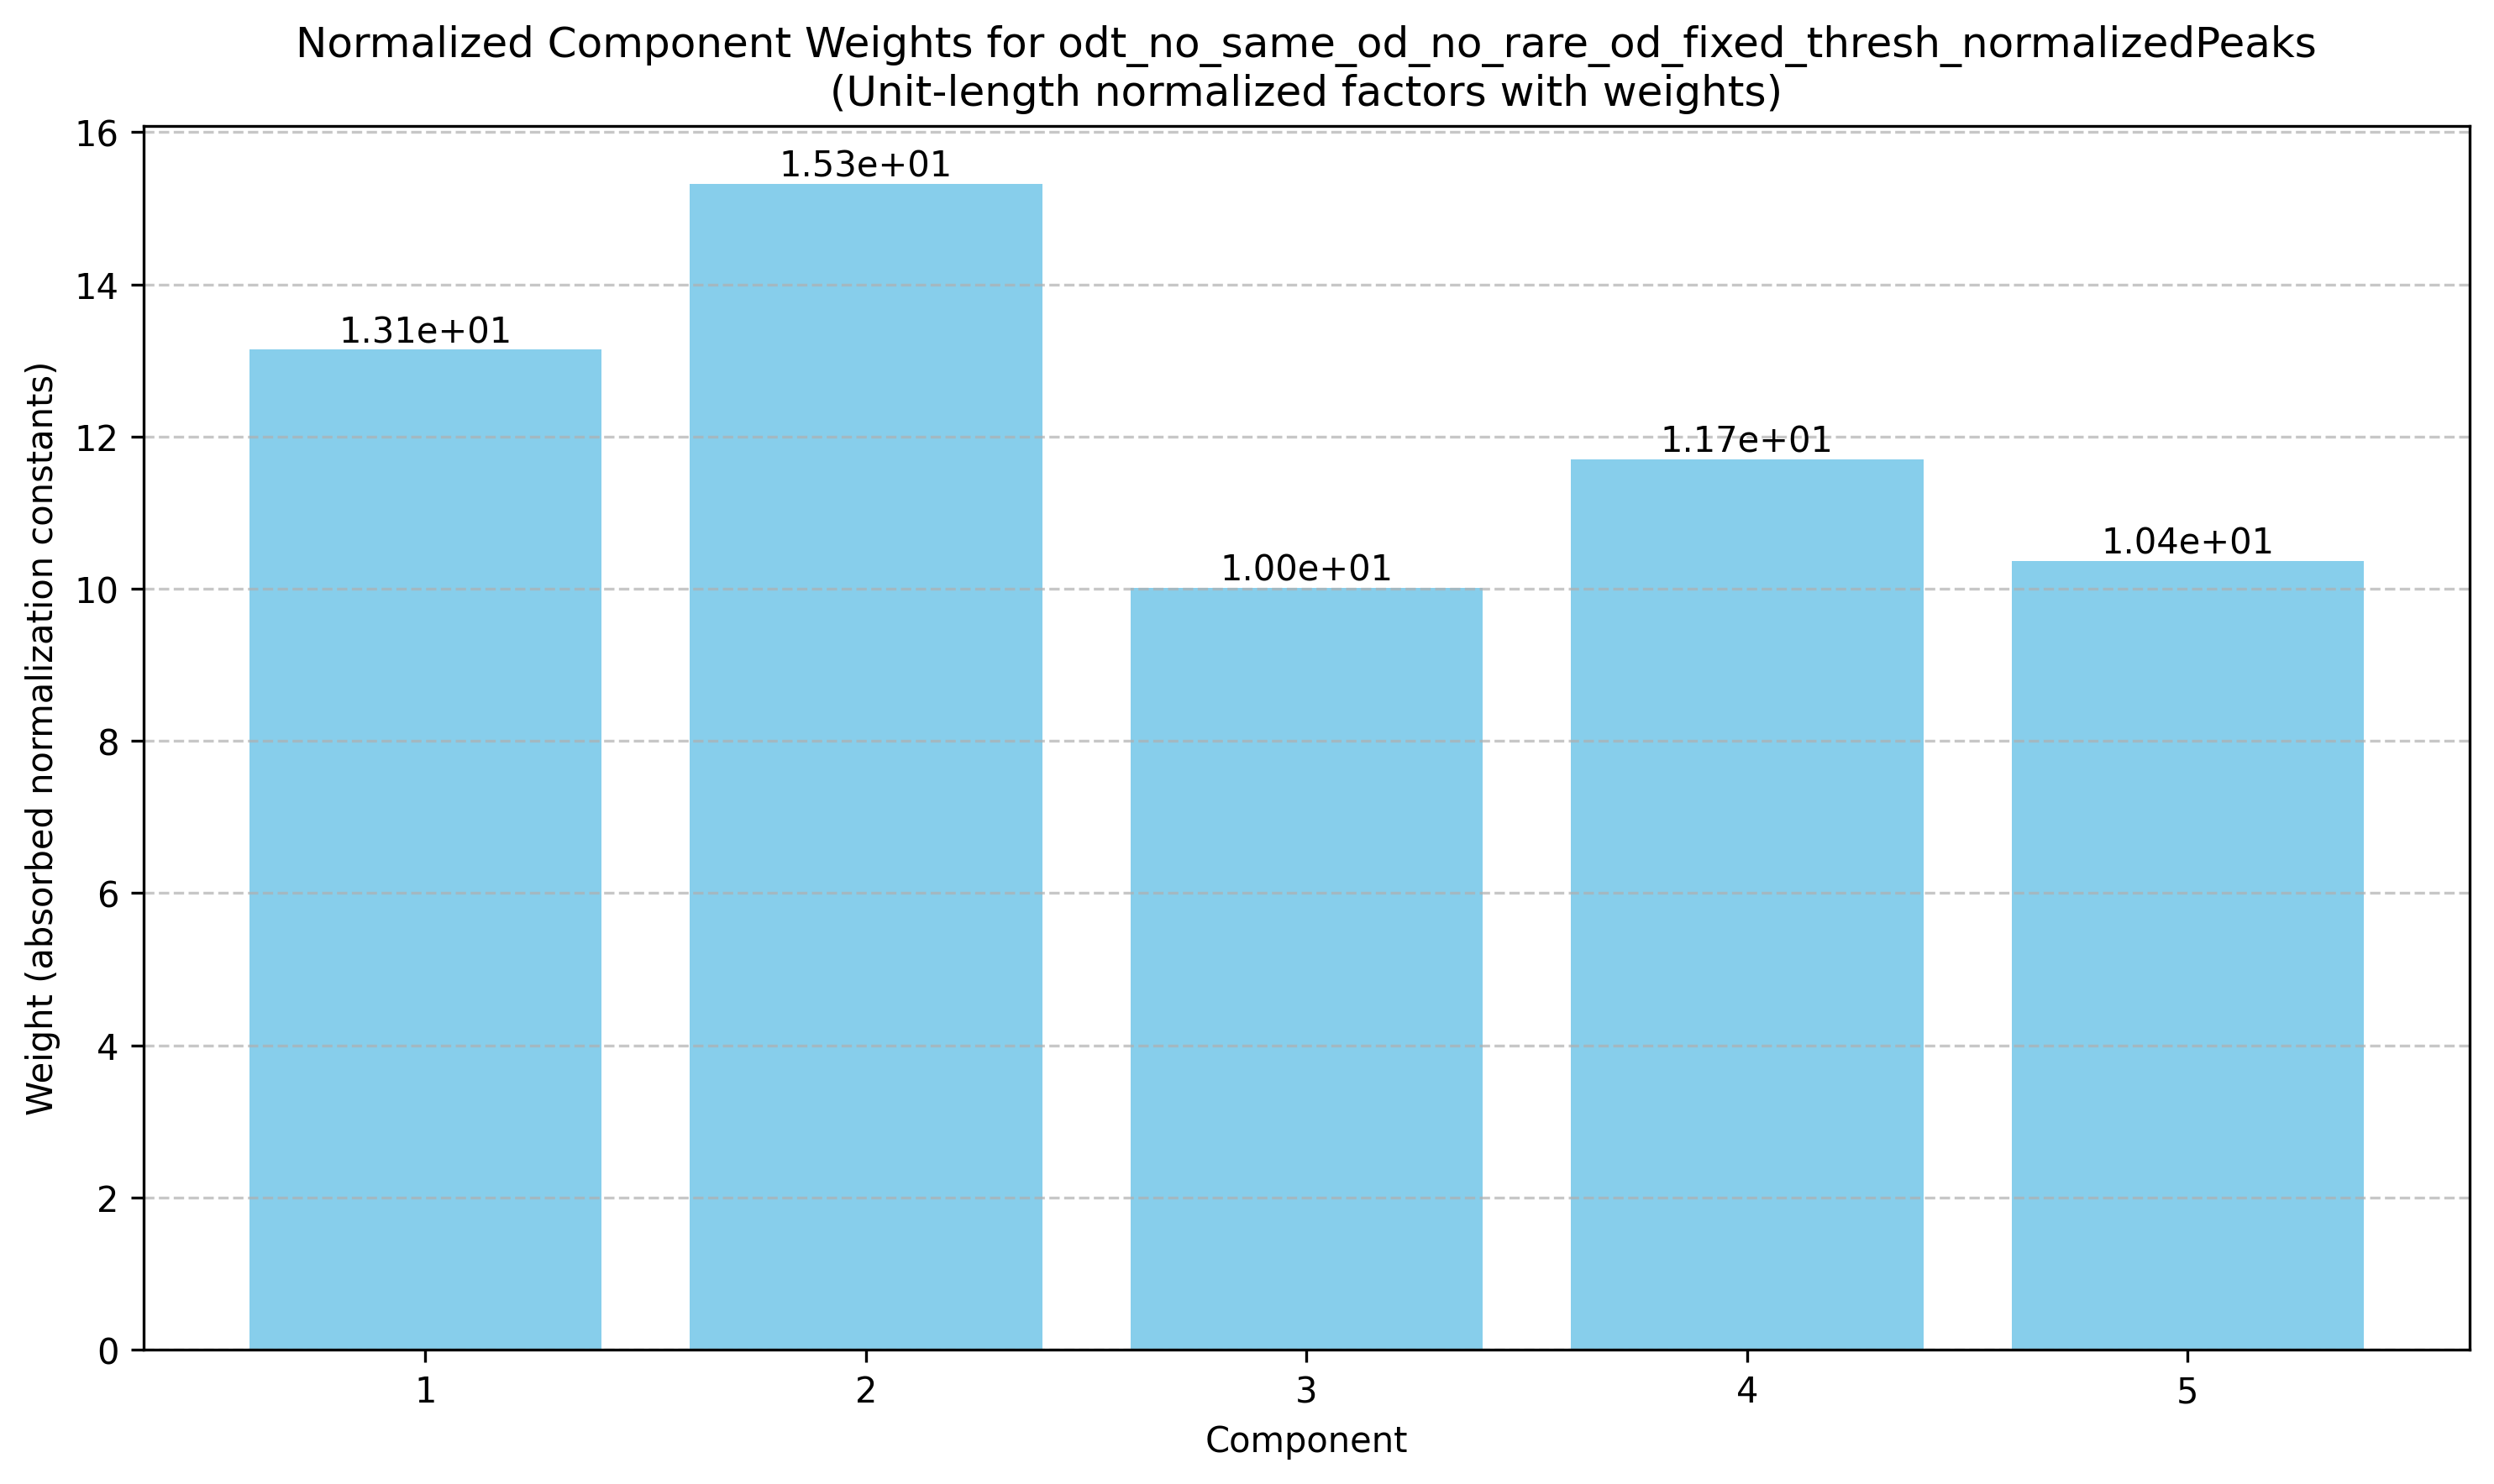 Normalized Component Weights for odt_no_same_od_no_rare_od_fixed_thresh_normalizedPeaks
(Unit-length normalized factors with weights)
Weight (absorbed normalization constants)
16
14
12
10
8
6
4
2
0
1.31e+01
1.53e+01
1.00e+01
1.17e+01
1.04e+01
1
2
3
4
5
Component